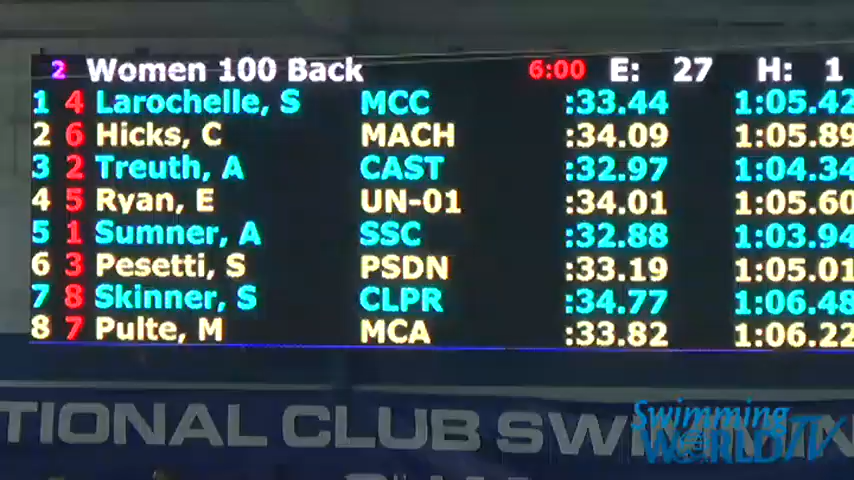 2 Women 100 Back 6:00 E: 27 H: 1
1 4 Larochelle, S MCC :33.44 1:05.42
2 6 Hicks, C MACH :34.09 1:05.89
3 2 Treuth, A CAST :32.97 1:04.34
4 5 Ryan, E UN-01 :34.01 1:05.60
5 1 Sumner, A SSC :32.88 1:03.94
6 3 Pesetti, S PSDN :33.19 1:05.01
7 8 Skinner, S CLPR :34.77 1:06.48
8 7 Pulte, M MCA :33.82 1:06.22
TIONAL CLUB SW
Swimming
WORLD TV